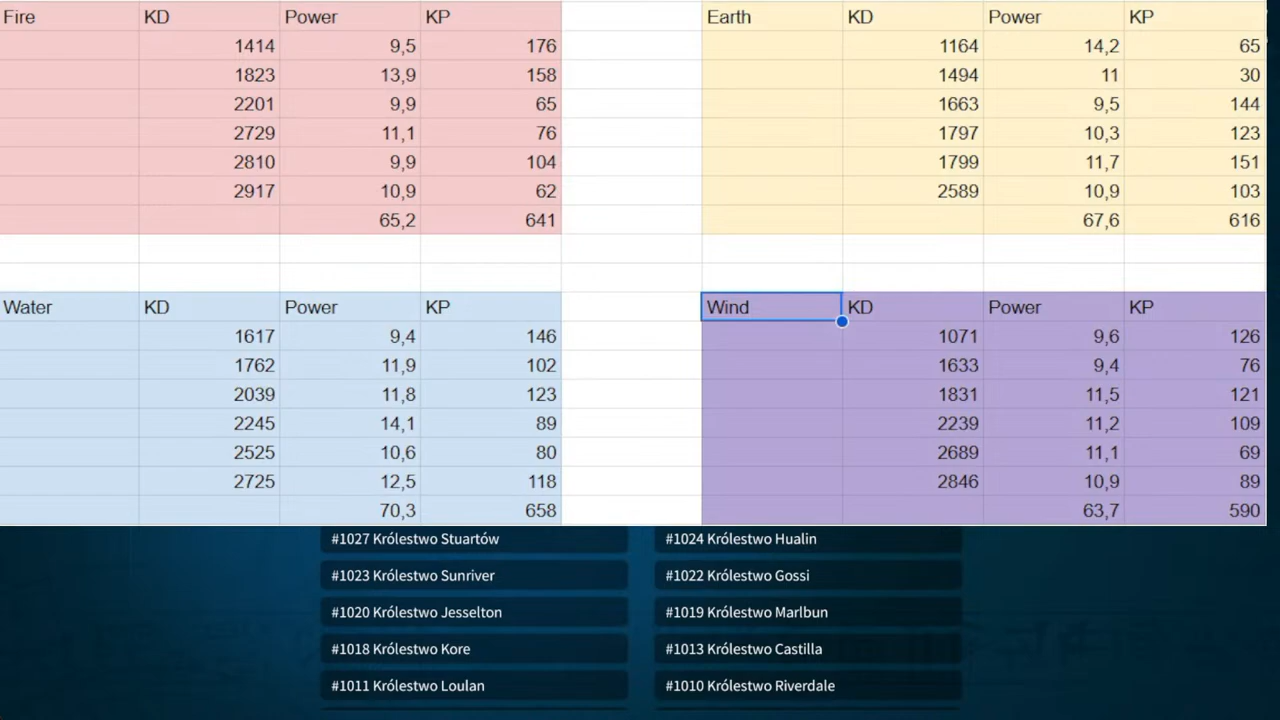 Fire KD Power KP
1414 9,5 176
1823 13,9 158
2201 9,9 65
2729 11,1 76
2810 9,9 104
2917 10,9 62
65,2 641
Earth KD Power KP
1164 14,2 65
1494 11 30
1663 9,5 144
1797 10,3 123
1799 11,7 151
2589 10,9 103
67,6 616
Water KD Power KP
1617 9,4 146
1762 11,9 102
2039 11,8 123
2245 14,1 89
2525 10,6 80
2725 12,5 118
70,3 658
Wind KD Power KP
1071 9,6 126
1633 9,4 76
1831 11,5 121
2239 11,2 109
2689 11,1 69
2846 10,9 89
63,7 590
#1027 Królestwo Stuartów
#1024 Królestwo Hualin
#1023 Królestwo Sunriver
#1022 Królestwo Gossi
#1020 Królestwo Jesselton
#1019 Królestwo Marlbun
#1018 Królestwo Kore
#1013 Królestwo Castilla
#1011 Królestwo Loulan
#1010 Królestwo Riverdale